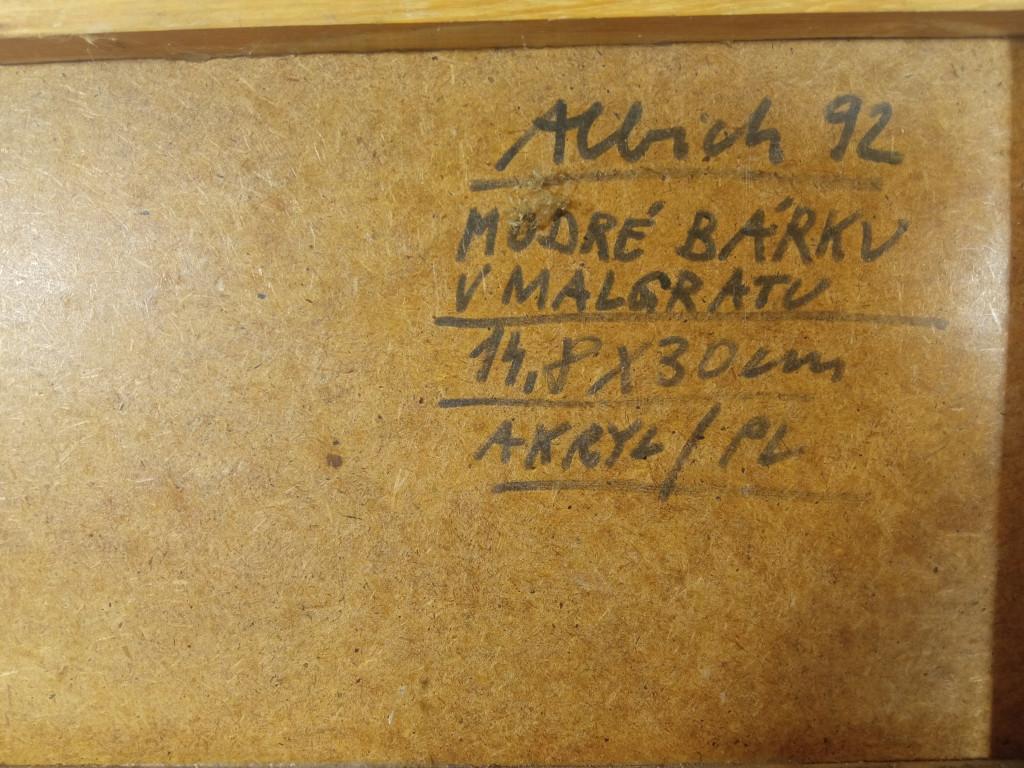 Albich 92
MODRÉ BÁRKY
V MALGRATU
14,8 X 30 cm
AKRYL / PL